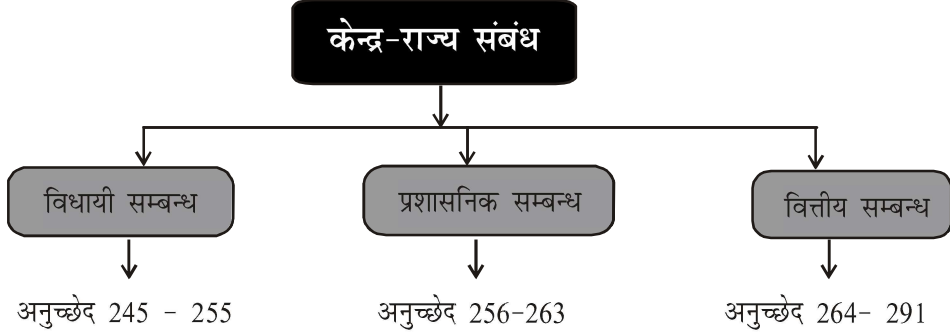 केन्द्र-राज्य संबंध
विधायी सम्बन्ध
प्रशासनिक सम्बन्ध
वित्तीय सम्बन्ध
अनुच्छेद 245 - 255
अनुच्छेद 256-263
अनुच्छेद 264- 291